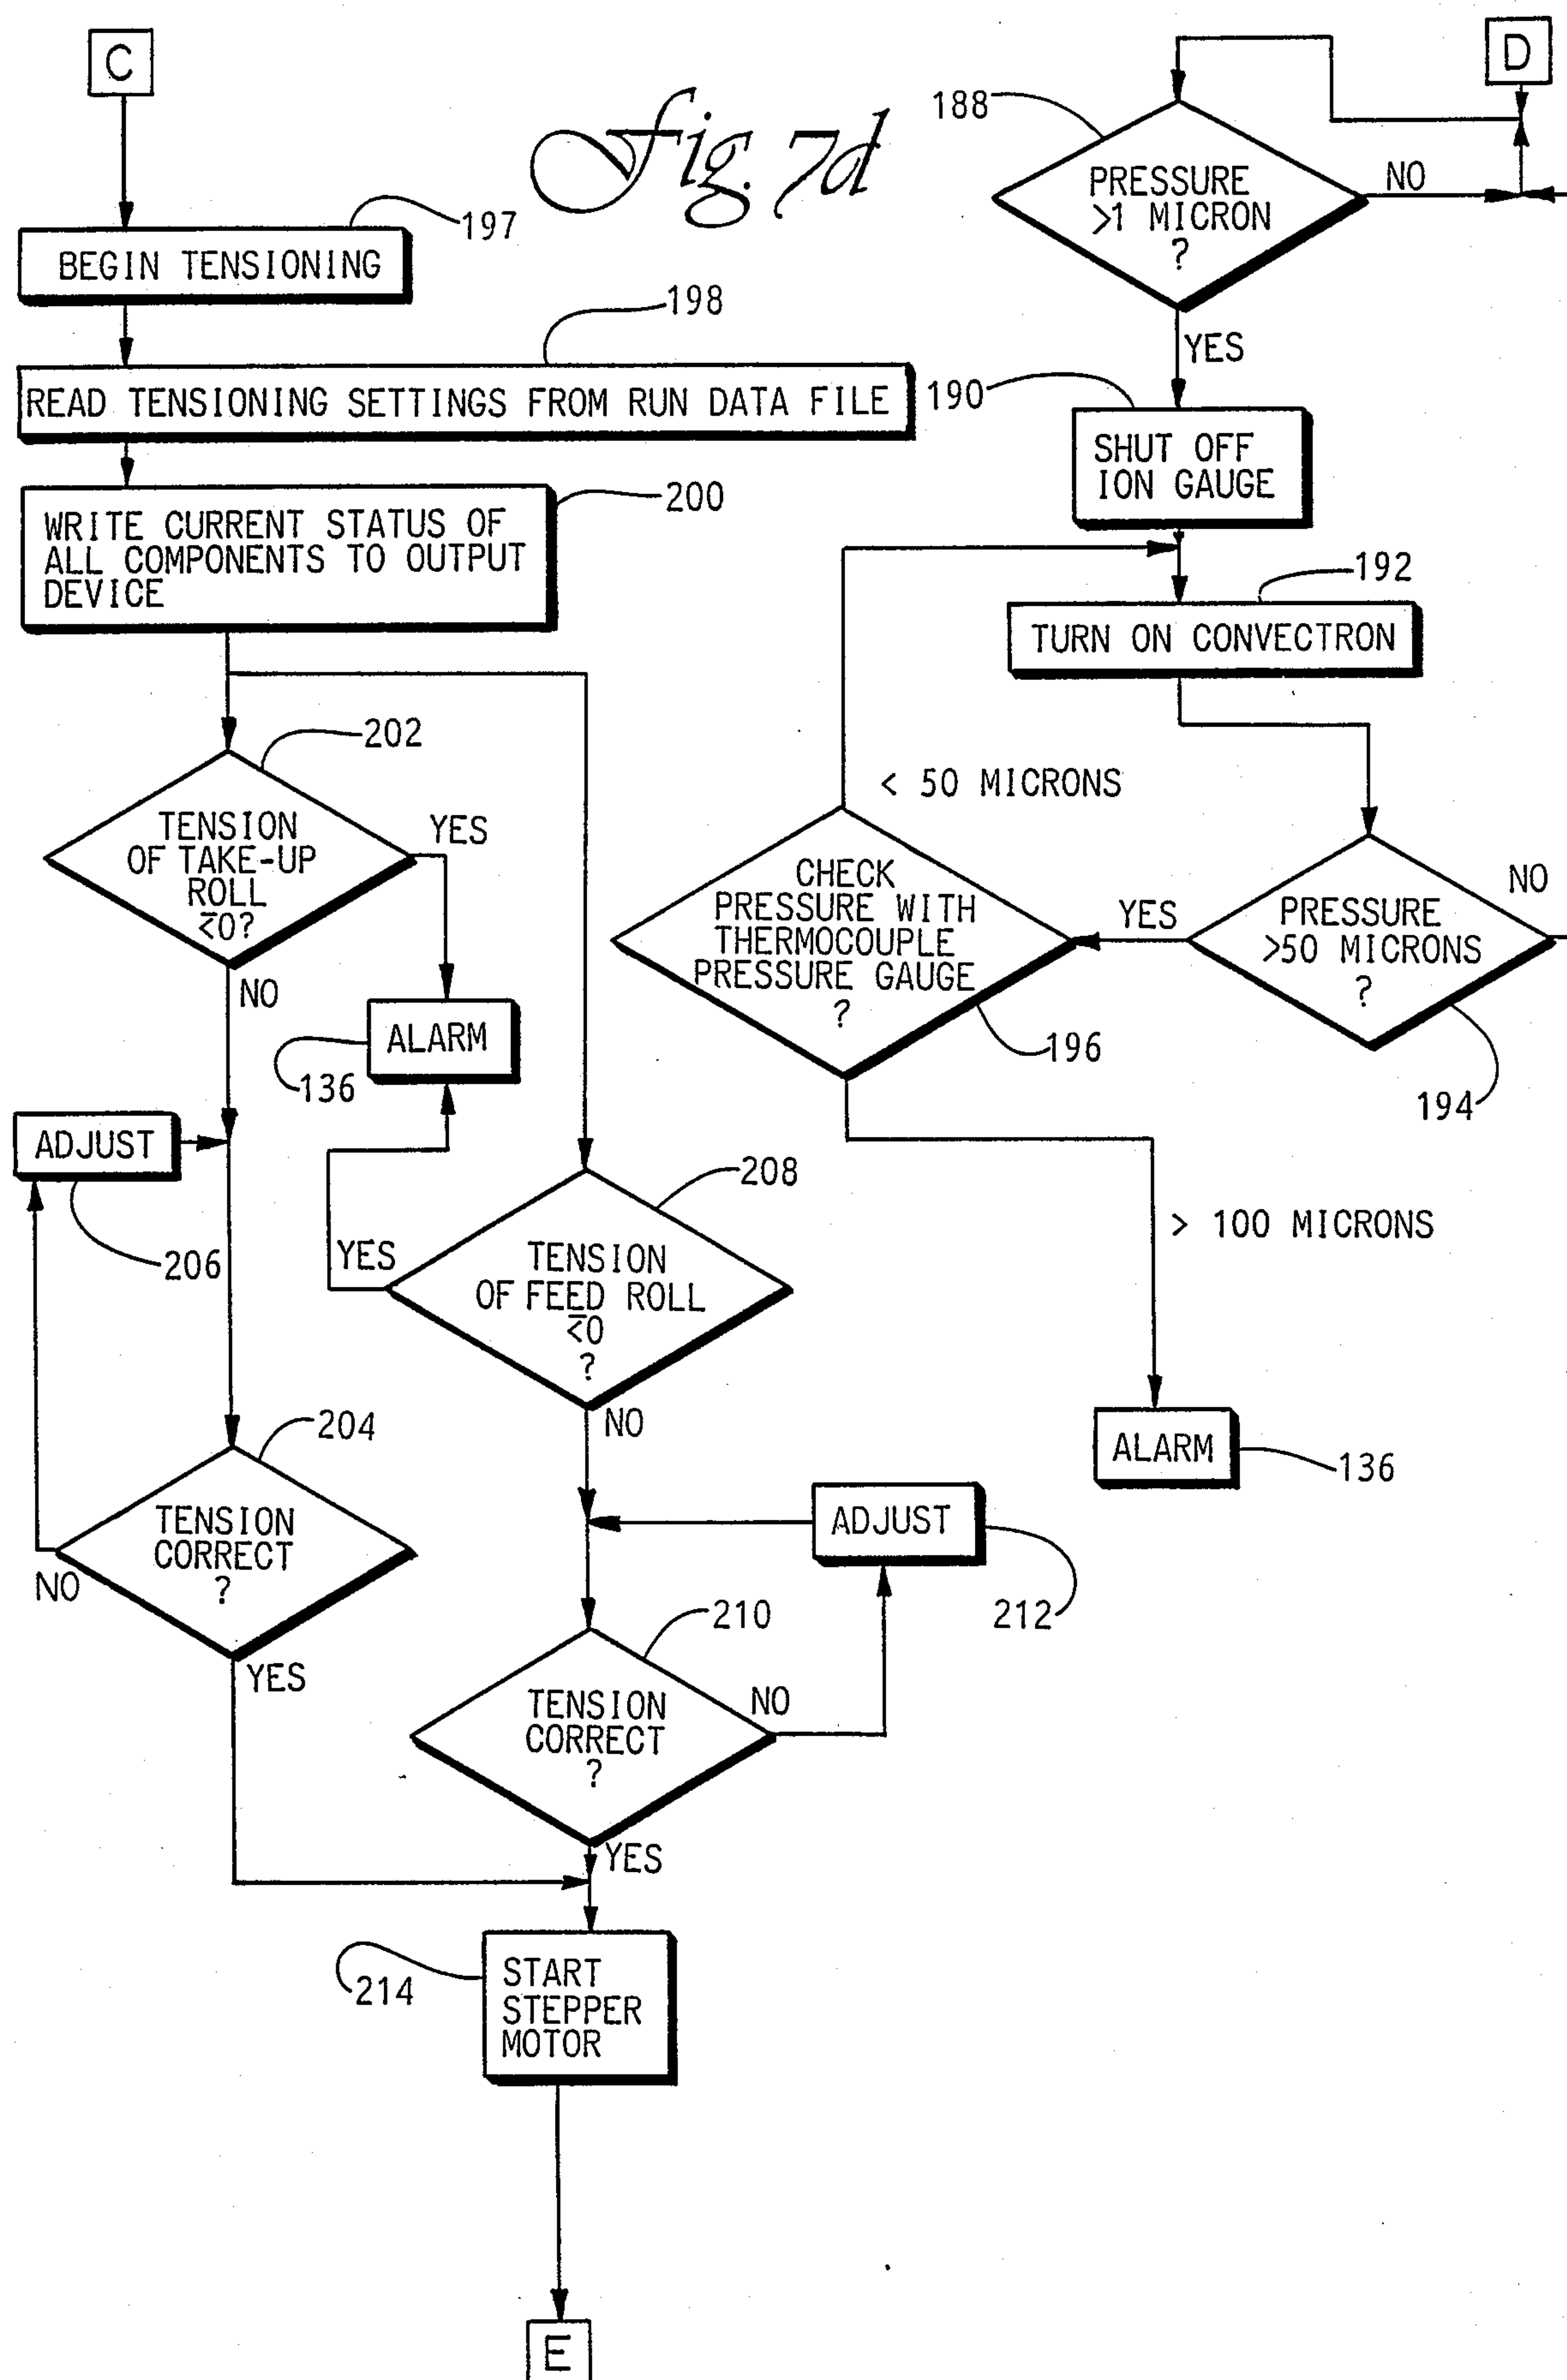 C
Fig. 7d
197
BEGIN TENSIONING
198
READ TENSIONING SETTINGS FROM RUN DATA FILE
200
WRITE CURRENT STATUS OF
ALL COMPONENTS TO OUTPUT
DEVICE
202
TENSION
OF TAKE-UP
ROLL
≤0?
YES
NO
ALARM
136
ADJUST
206
208
YES
TENSION
OF FEED ROLL
≤0
?
NO
204
TENSION
CORRECT
?
NO
YES
ADJUST
212
210
TENSION
CORRECT
?
NO
YES
214
START
STEPPER
MOTOR
E
D
188
PRESSURE
>1 MICRON
?
NO
YES
190
SHUT OFF
ION GAUGE
192
TURN ON CONVECTRON
< 50 MICRONS
CHECK
PRESSURE WITH
THERMOCOUPLE
PRESSURE GAUGE
?
196
YES
PRESSURE
>50 MICRONS
?
NO
194
> 100 MICRONS
ALARM
136